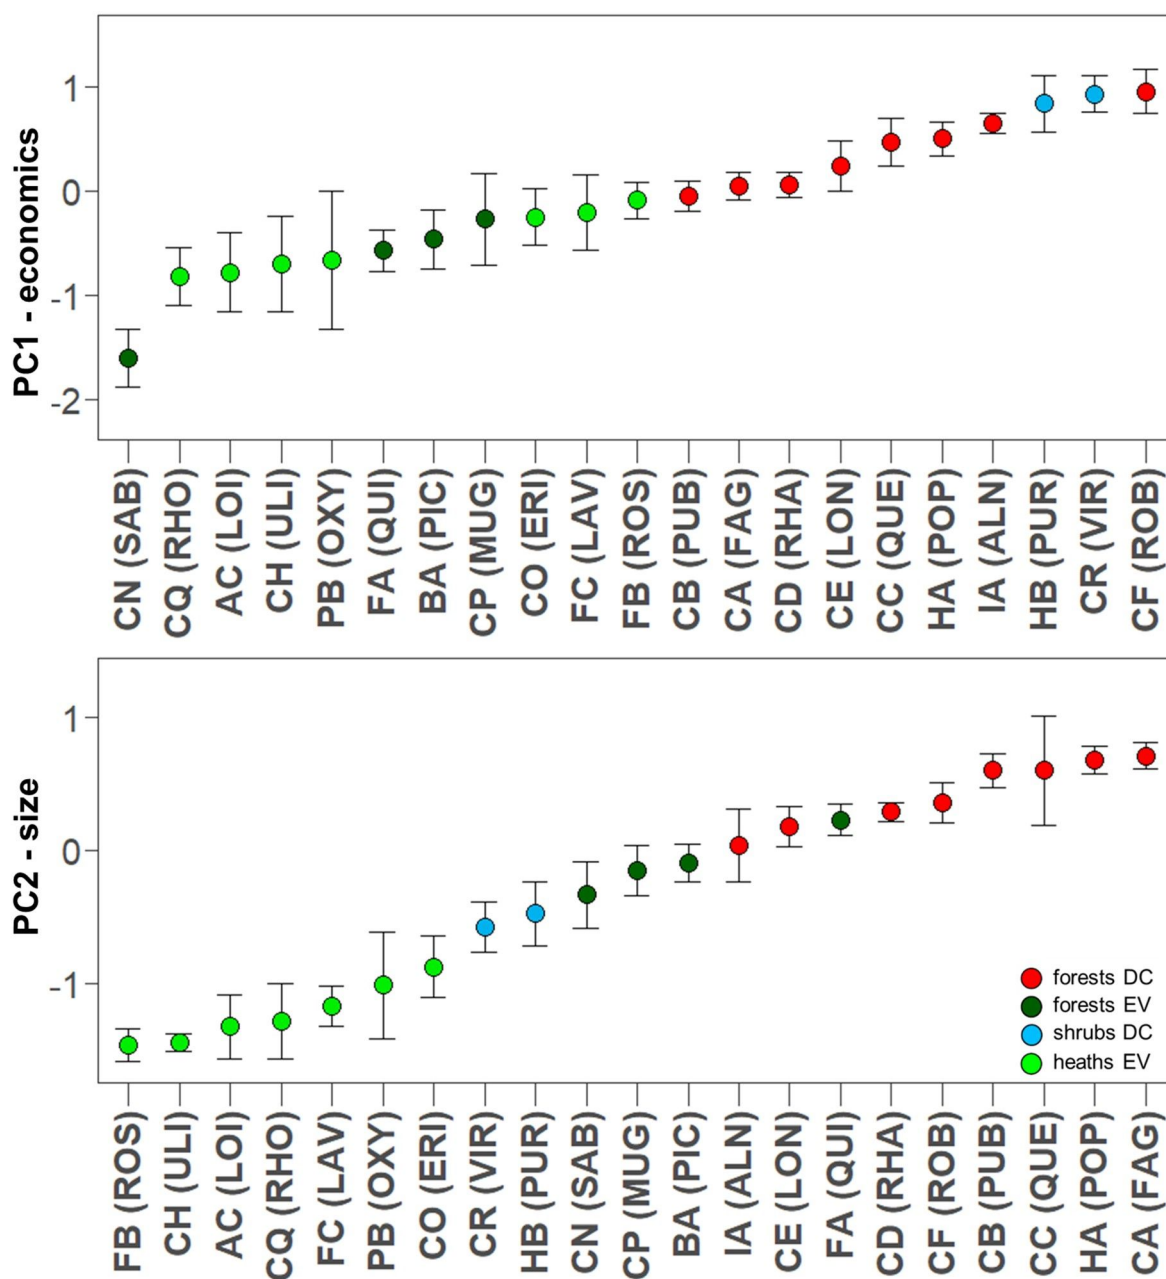 PC1 - economics
1
0
-1
-2
CN (SAB)
CQ (RHO)
AC (LOI)
CH (ULI)
PB (OXY)
FA (QUI)
BA (PIC)
CP (MUG)
CO (ERI)
FC (LAV)
FB (ROS)
CB (PUB)
CA (FAG)
CD (RHA)
CE (LON)
CC (QUE)
HA (POP)
IA (ALN)
HB (PUR)
CR (VIR)
CF (ROB)
PC2 - size
1
0
-1
forests DC
forests EV
shrubs DC
heaths EV
FB (ROS)
CH (ULI)
AC (LOI)
CQ (RHO)
FC (LAV)
PB (OXY)
CO (ERI)
CR (VIR)
HB (PUR)
CN (SAB)
CP (MUG)
BA (PIC)
IA (ALN)
CE (LON)
FA (QUI)
CD (RHA)
CF (ROB)
CB (PUB)
CC (QUE)
HA (POP)
CA (FAG)